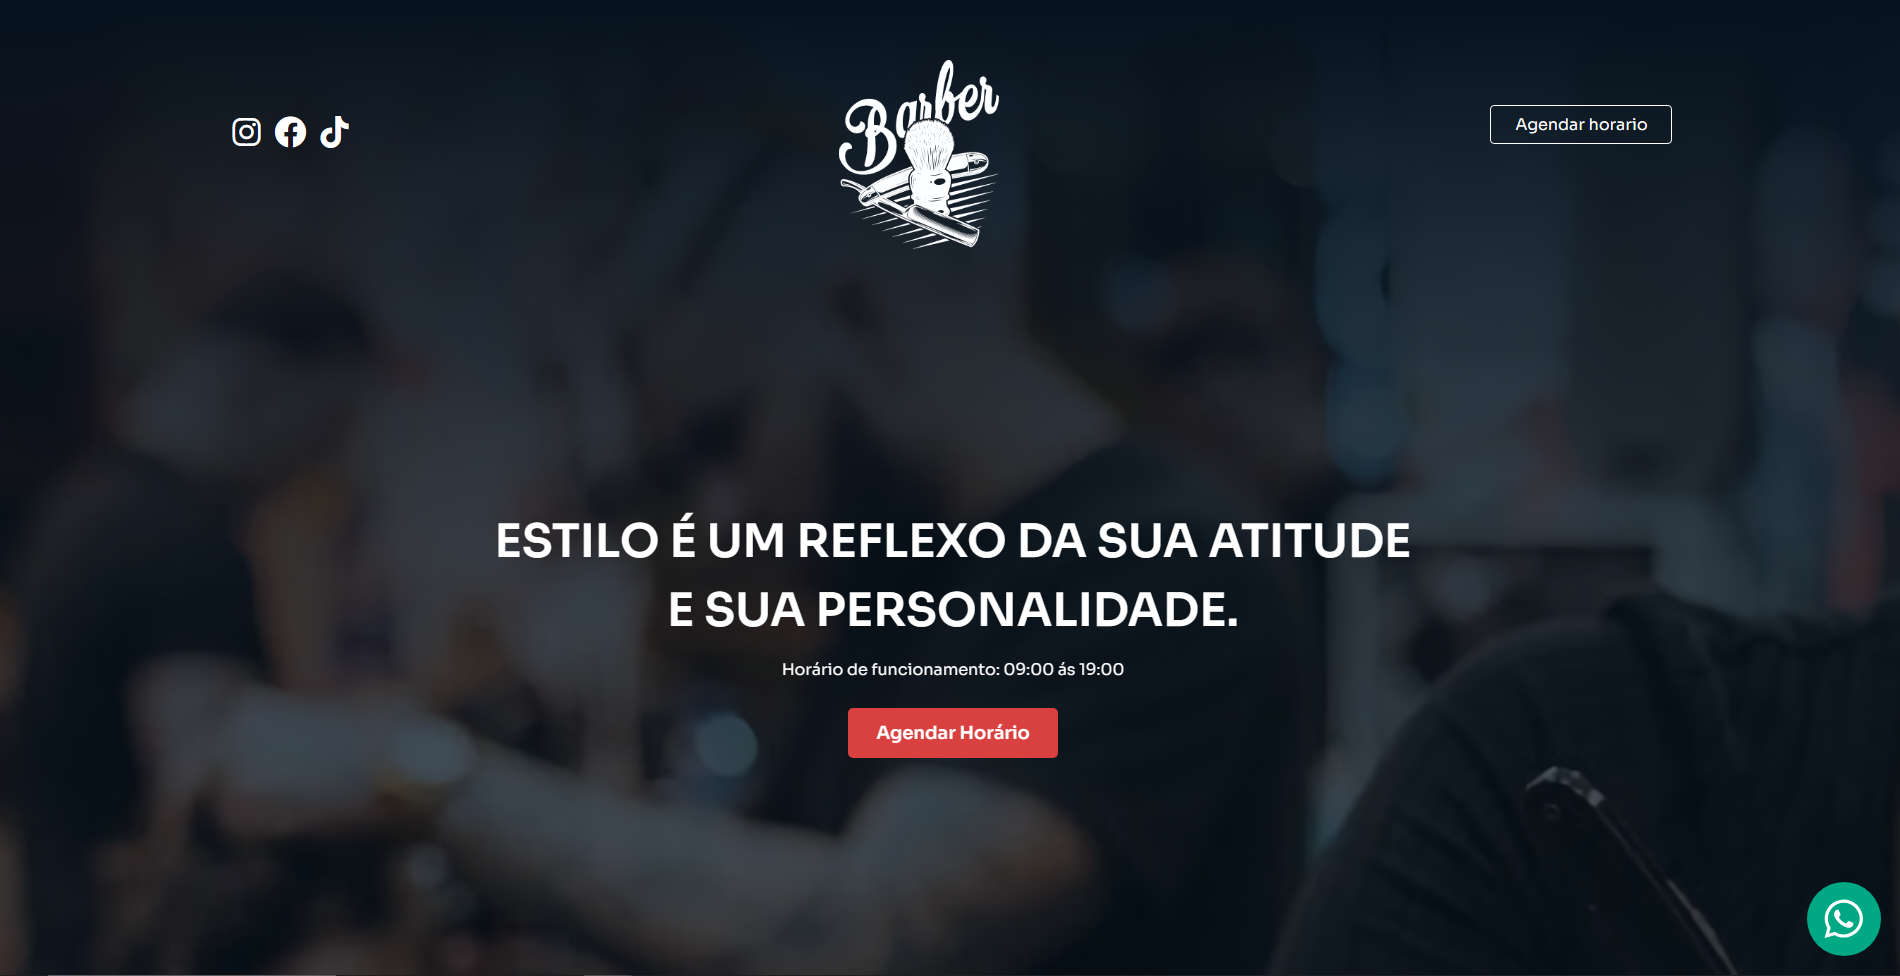 Barber
Agendar horario
ESTILO É UM REFLEXO DA SUA ATITUDE
E SUA PERSONALIDADE.
Horário de funcionamento: 09:00 ás 19:00
Agendar Horário